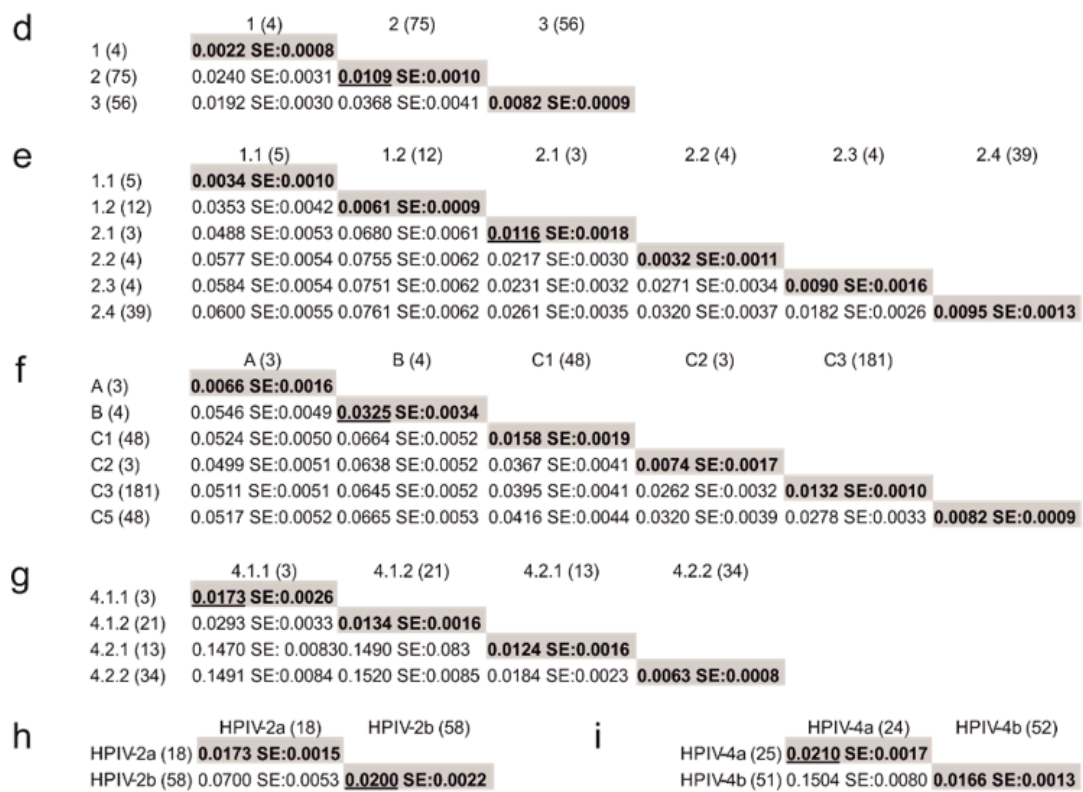 d
1 (4) 2 (75) 3 (56)
1 (4) 0.0022 SE:0.0008
2 (75) 0.0240 SE:0.0031 0.0109 SE:0.0010
3 (56) 0.0192 SE:0.0030 0.0368 SE:0.0041 0.0082 SE:0.0009
e
1.1 (5) 1.2 (12) 2.1 (3) 2.2 (4) 2.3 (4) 2.4 (39)
1.1 (5) 0.0034 SE:0.0010
1.2 (12) 0.0353 SE:0.0042 0.0061 SE:0.0009
2.1 (3) 0.0488 SE:0.0053 0.0680 SE:0.0061 0.0116 SE:0.0018
2.2 (4) 0.0577 SE:0.0054 0.0755 SE:0.0062 0.0217 SE:0.0030 0.0032 SE:0.0011
2.3 (4) 0.0584 SE:0.0054 0.0751 SE:0.0062 0.0231 SE:0.0032 0.0271 SE:0.0034 0.0090 SE:0.0016
2.4 (39) 0.0600 SE:0.0055 0.0761 SE:0.0062 0.0261 SE:0.0035 0.0320 SE:0.0037 0.0182 SE:0.0026 0.0095 SE:0.0013
f
A (3) B (4) C1 (48) C2 (3) C3 (181)
A (3) 0.0066 SE:0.0016
B (4) 0.0546 SE:0.0049 0.0325 SE:0.0034
C1 (48) 0.0524 SE:0.0050 0.0664 SE:0.0052 0.0158 SE:0.0019
C2 (3) 0.0499 SE:0.0051 0.0638 SE:0.0052 0.0367 SE:0.0041 0.0074 SE:0.0017
C3 (181) 0.0511 SE:0.0051 0.0645 SE:0.0052 0.0395 SE:0.0041 0.0262 SE:0.0032 0.0132 SE:0.0010
C5 (48) 0.0517 SE:0.0052 0.0665 SE:0.0053 0.0416 SE:0.0044 0.0320 SE:0.0039 0.0278 SE:0.0033 0.0082 SE:0.0009
g
4.1.1 (3) 4.1.2 (21) 4.2.1 (13) 4.2.2 (34)
4.1.1 (3) 0.0173 SE:0.0026
4.1.2 (21) 0.0293 SE:0.0033 0.0134 SE:0.0016
4.2.1 (13) 0.1470 SE: 0.00830.1490 SE:0.083 0.0124 SE:0.0016
4.2.2 (34) 0.1491 SE:0.0084 0.1520 SE:0.0085 0.0184 SE:0.0023 0.0063 SE:0.0008
h
HPIV-2a (18) HPIV-2b (58)
HPIV-2a (18) 0.0173 SE:0.0015
HPIV-2b (58) 0.0700 SE:0.0053 0.0200 SE:0.0022
i
HPIV-4a (24) HPIV-4b (52)
HPIV-4a (25) 0.0210 SE:0.0017
HPIV-4b (51) 0.1504 SE:0.0080 0.0166 SE:0.0013